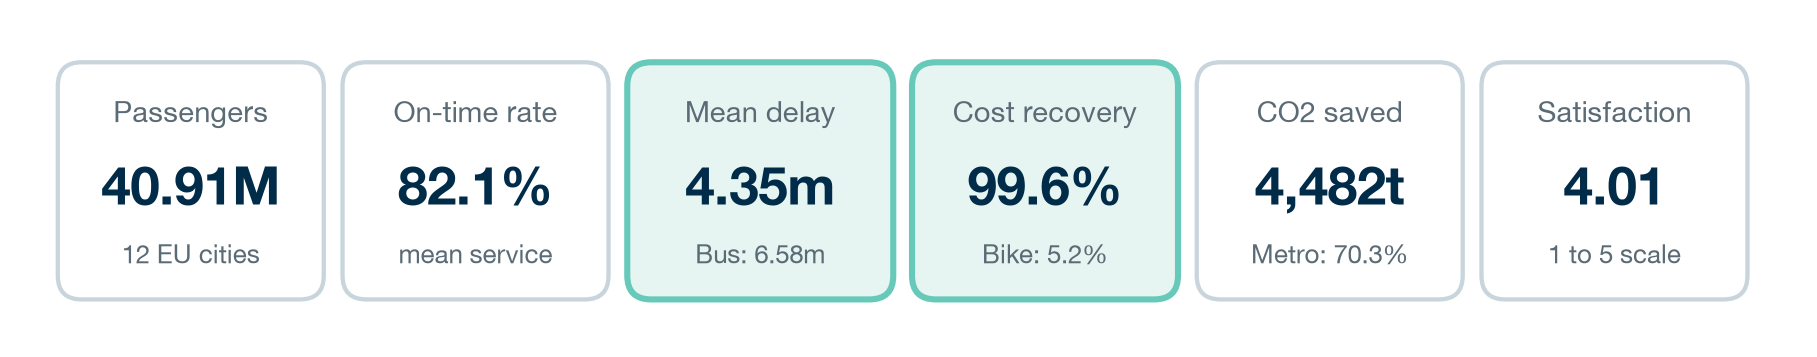 Passengers
40.91M
12 EU cities
On-time rate
82.1%
mean service
Mean delay
4.35m
Bus: 6.58m
Cost recovery
99.6%
Bike: 5.2%
CO2 saved
4,482t
Metro: 70.3%
Satisfaction
4.01
1 to 5 scale